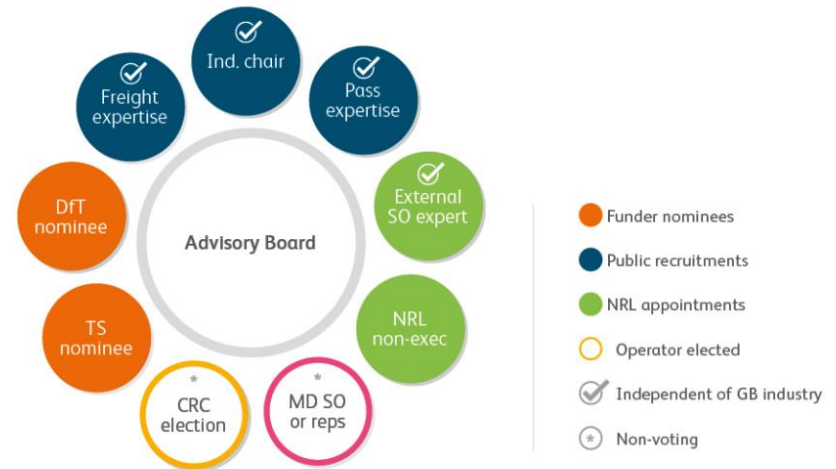 Ind. chair
Pass
expertise
External
SO expert
NRL
non-exec
*
MD SO
or reps
*
CRC
election
TS
nominee
DfT
nominee
Freight
expertise
Advisory Board
Funder nominees
Public recruitments
NRL appointments
Operator elected
Independent of GB industry
* Non-voting